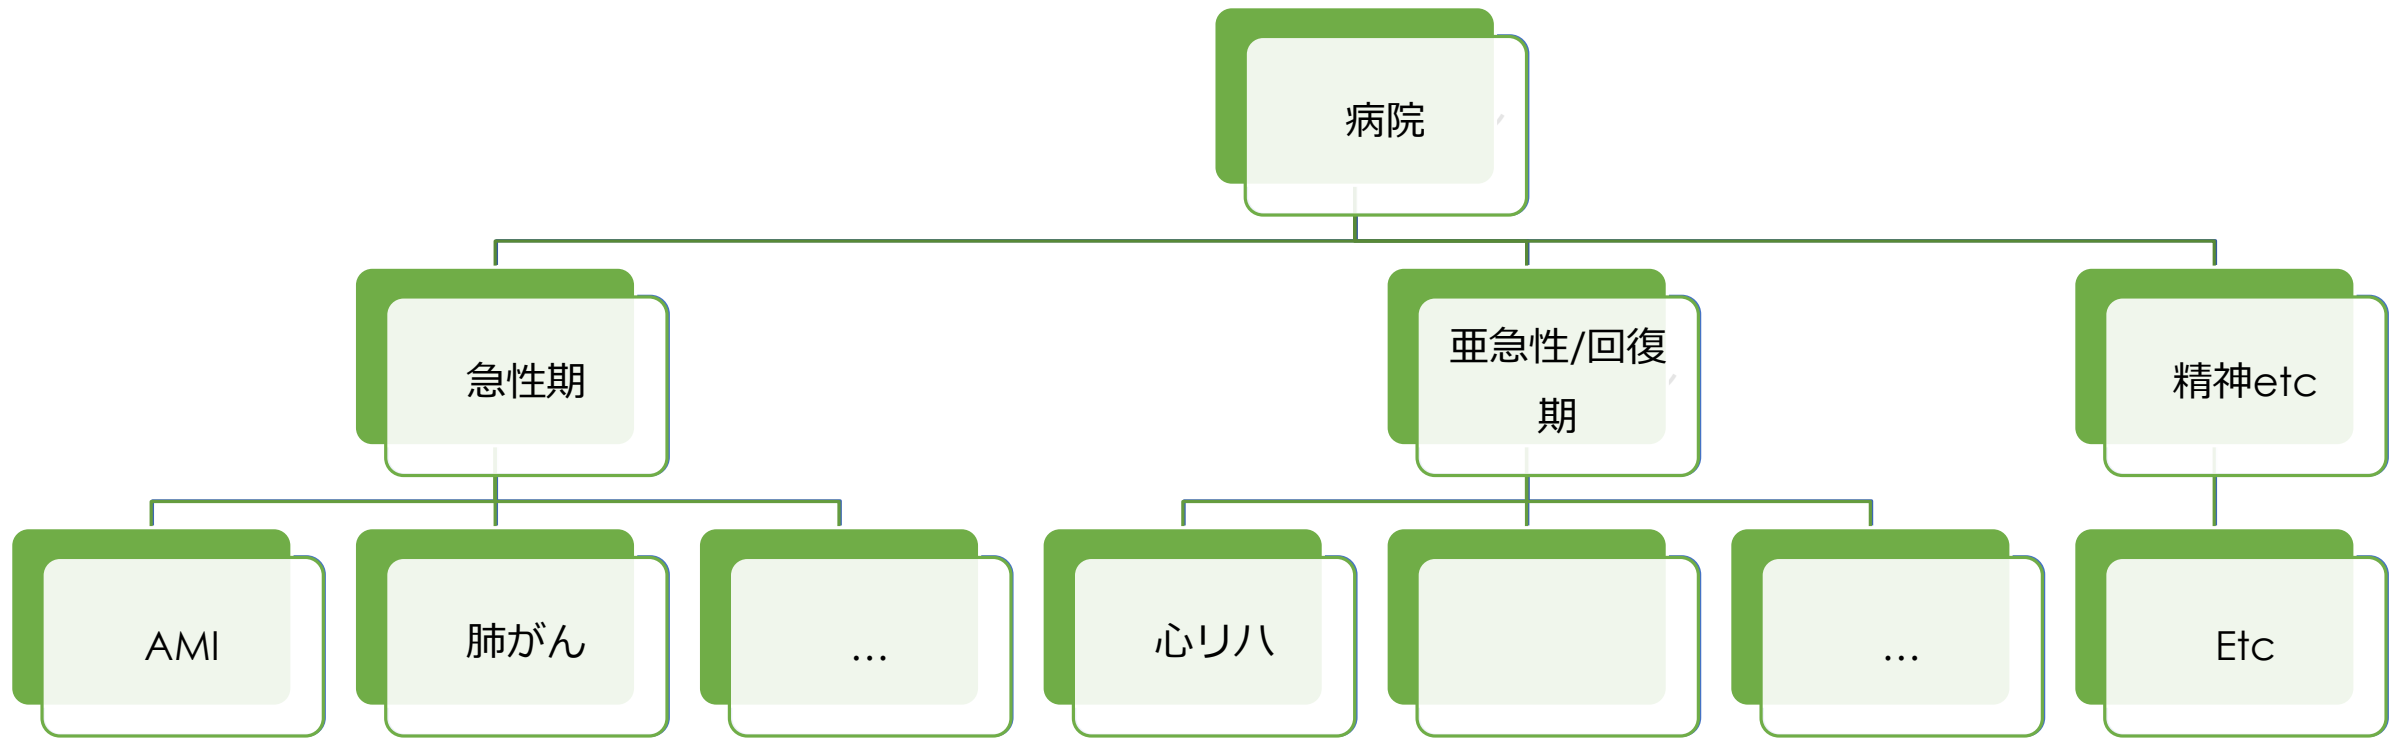 病院
急性期
亜急性/回復
期
精神etc
AMI
肺がん
…
心リハ
…
Etc